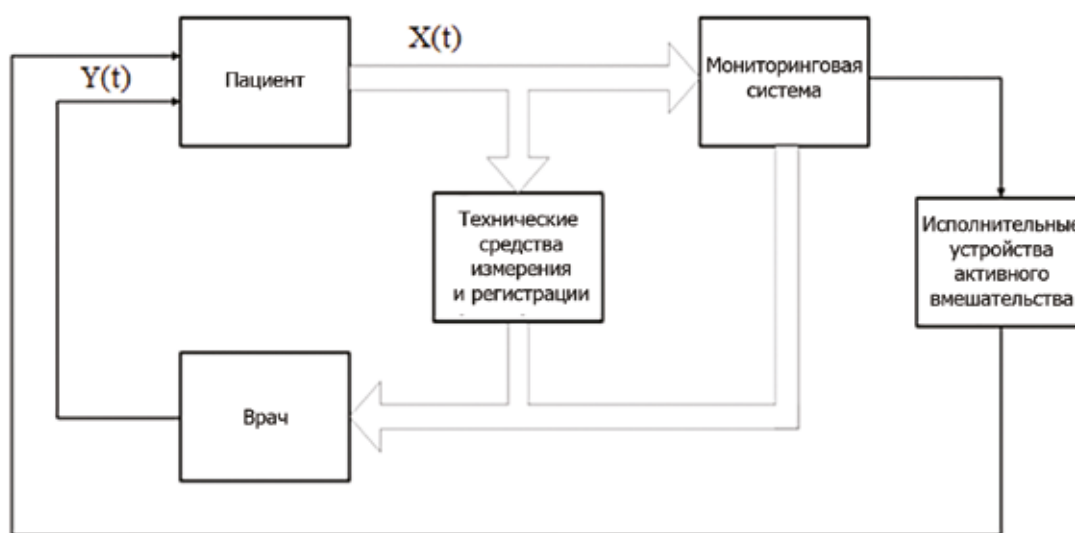 X(t)
Y(t)
Пациент
Мониторинговая
система
Технические
средства
измерения
и регистрации
Исполнительные
устройства
активного
вмешательства
Врач